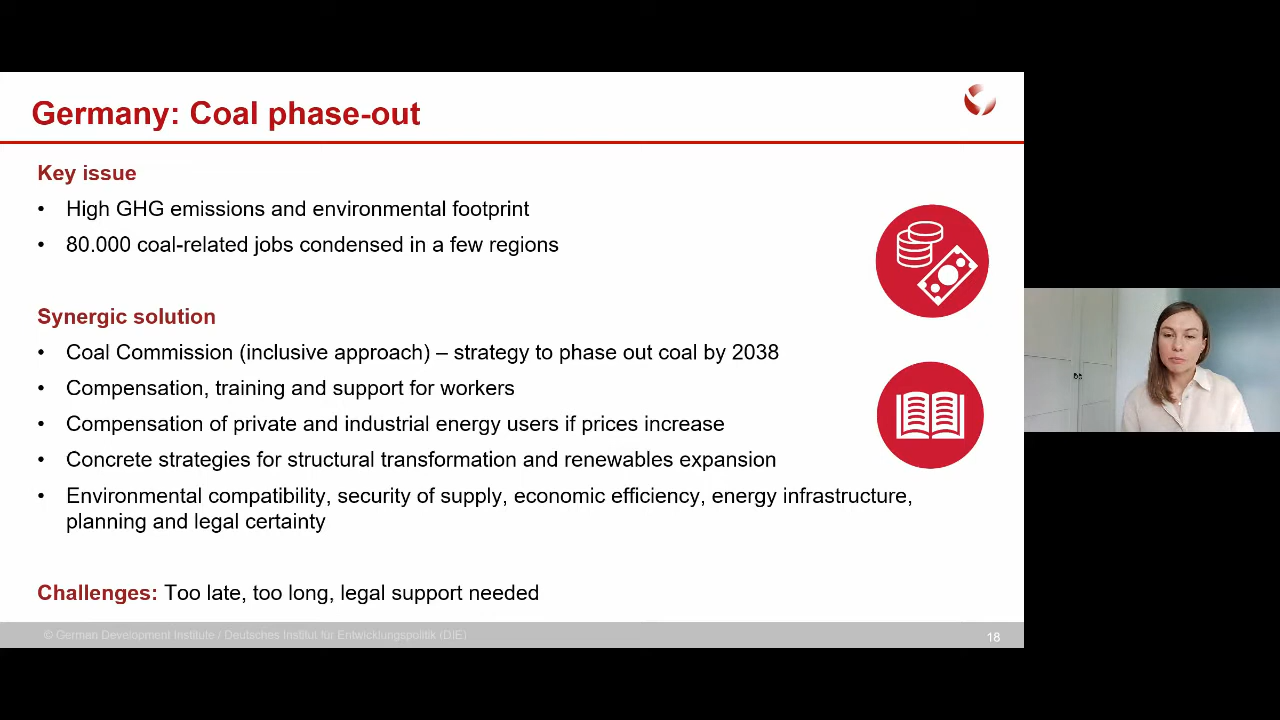 Germany: Coal phase-out
Key issue
• High GHG emissions and environmental footprint
• 80.000 coal-related jobs condensed in a few regions
Synergic solution
• Coal Commission (inclusive approach) – strategy to phase out coal by 2038
• Compensation, training and support for workers
• Compensation of private and industrial energy users if prices increase
• Concrete strategies for structural transformation and renewables expansion
• Environmental compatibility, security of supply, economic efficiency, energy infrastructure,
planning and legal certainty
Challenges: Too late, too long, legal support needed
© German Development Institute / Deutsches Institut für Entwicklungspolitik (DIE)
18